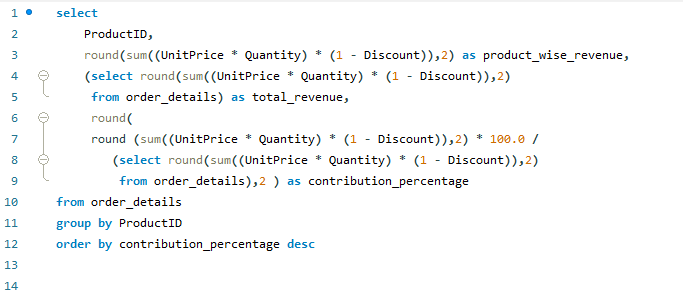 1 select
2 ProductID,
3 round(sum((UnitPrice * Quantity) * (1 - Discount)),2) as product_wise_revenue,
4 (select round(sum((UnitPrice * Quantity) * (1 - Discount)),2)
5 from order_details) as total_revenue,
6 round(
7 round (sum((UnitPrice * Quantity) * (1 - Discount)),2) * 100.0 /
8 (select round(sum((UnitPrice * Quantity) * (1 - Discount)),2)
9 from order_details),2 ) as contribution_percentage
10 from order_details
11 group by ProductID
12 order by contribution_percentage desc
13
14